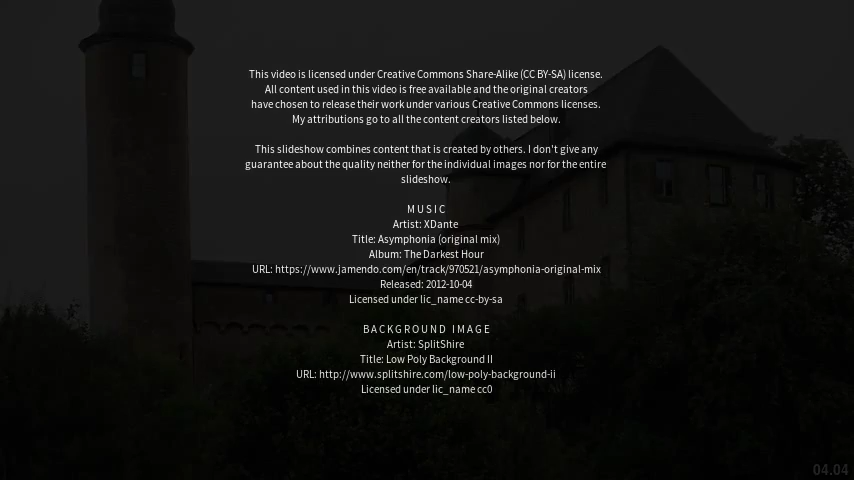 This video is licensed under Creative Commons Share-Alike (CC BY-SA) license.
All content used in this video is free available and the original creators
have chosen to release their work under various Creative Commons licenses.
My attributions go to all the content creators listed below.
This slideshow combines content that is created by others. I don't give any
guarantee about the quality neither for the individual images nor for the entire
slideshow.
MUSIC
Artist: XDante
Title: Asymphonia (original mix)
Album: The Darkest Hour
URL: https://www.jamendo.com/en/track/970521/asymphonia-original-mix
Released: 2012-10-04
Licensed under lic_name cc-by-sa
BACKGROUND IMAGE
Artist: SplitShire
Title: Low Poly Background II
URL: http://www.splitshire.com/low-poly-background-ii
Licensed under lic_name cc0
04.04